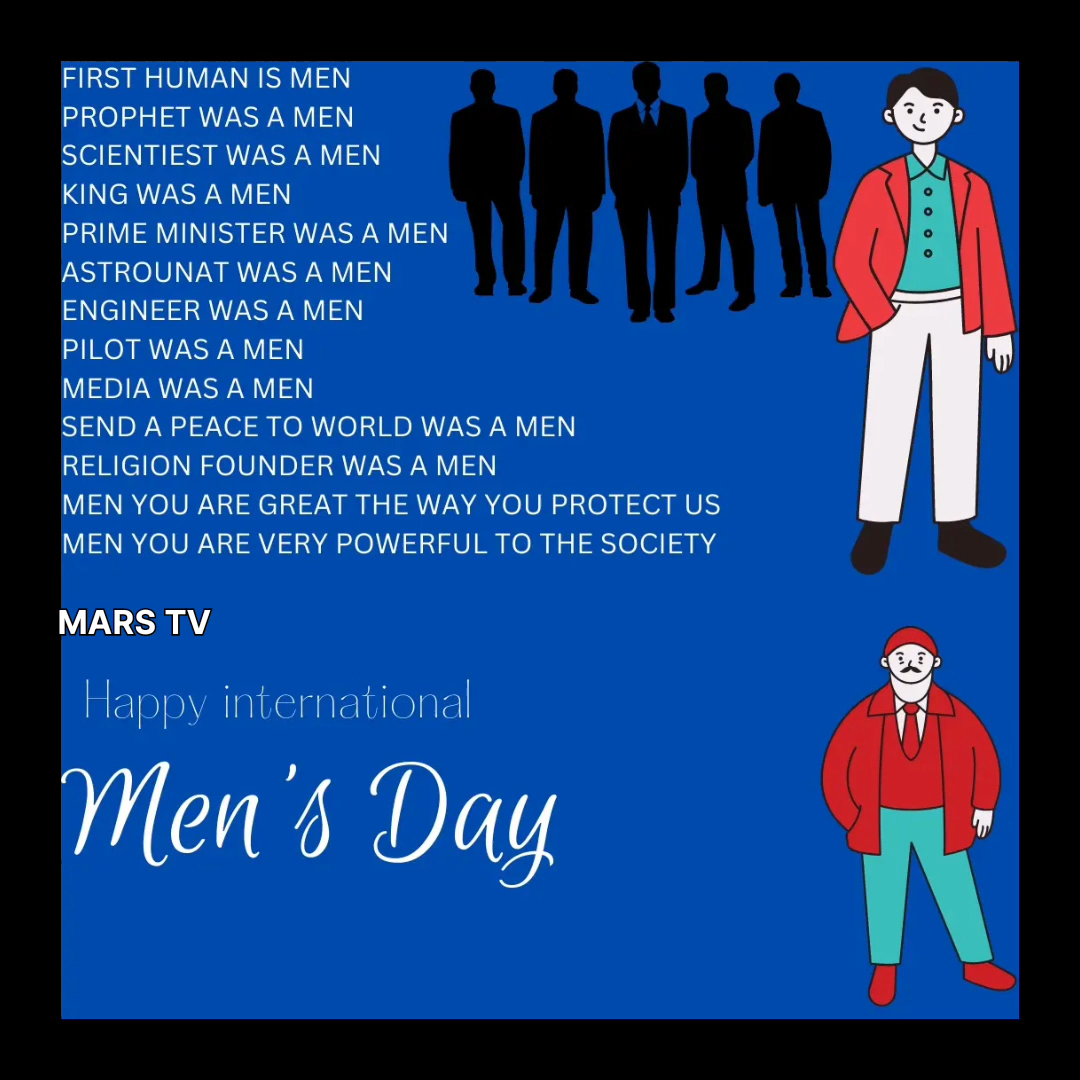 FIRST HUMAN IS MEN
PROPHET WAS A MEN
SCIENTIEST WAS A MEN
KING WAS A MEN
PRIME MINISTER WAS A MEN
ASTROUNAT WAS A MEN
ENGINEER WAS A MEN
PILOT WAS A MEN
MEDIA WAS A MEN
SEND A PEACE TO WORLD WAS A MEN
RELIGION FOUNDER WAS A MEN
MEN YOU ARE GREAT THE WAY YOU PROTECT US
MEN YOU ARE VERY POWERFUL TO THE SOCIETY
MARS TV
Happy international
Men's Day